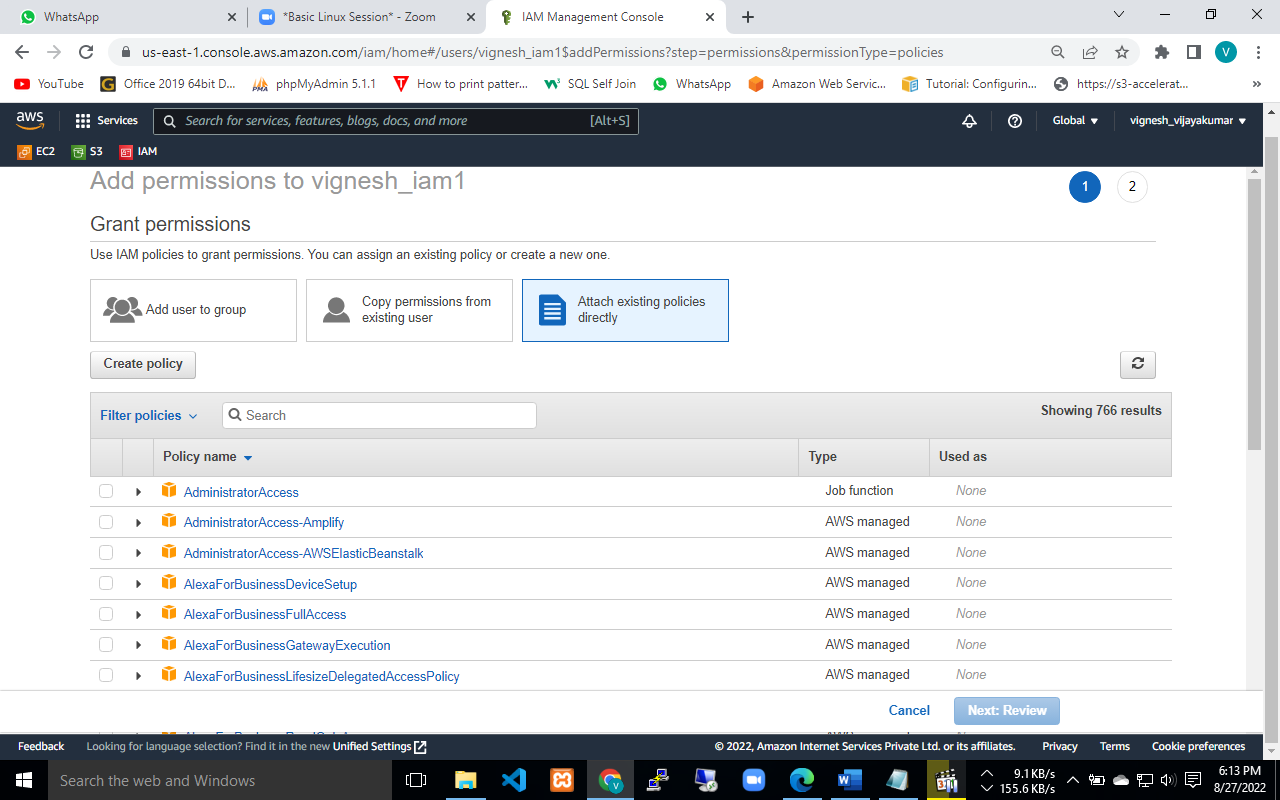 WhatsApp
*Basic Linux Session* - Zoom
IAM Management Console
us-east-1.console.aws.amazon.com/iam/home#/users/vignesh_iam1$addPermissions?step=permissions&permissionType=policies
V
YouTube
Office 2019 64bit D...
phpMyAdmin 5.1.1
How to print patter...
SQL Self Join
WhatsApp
Amazon Web Servic...
Tutorial: Configurin...
https://s3-accelerat...
»
aws
Services
Search for services, features, blogs, docs, and more
[Alt+S]
Global
vignesh_vijayakumar
EC2
S3
IAM
Add permissions to vignesh_iam1
1
2
Grant permissions
Use IAM policies to grant permissions. You can assign an existing policy or create a new one.
Add user to group
Copy permissions from
existing user
Attach existing policies
directly
Create policy
Filter policies
Search
Showing 766 results
Policy name
Type
Used as
AdministratorAccess
Job function
None
AdministratorAccess-Amplify
AWS managed
None
AdministratorAccess-AWSElasticBeanstalk
AWS managed
None
AlexaForBusinessDeviceSetup
AWS managed
None
AlexaForBusinessFullAccess
AWS managed
None
AlexaForBusinessGatewayExecution
AWS managed
None
AlexaForBusinessLifesizeDelegatedAccessPolicy
AWS managed
None
Cancel
Next: Review
Feedback
Looking for language selection? Find it in the new Unified Settings
© 2022, Amazon Internet Services Private Ltd. or its affiliates.
Privacy
Terms
Cookie preferences
Search the web and Windows
9.1 KB/s
155.6 KB/s
6:13 PM
8/27/2022